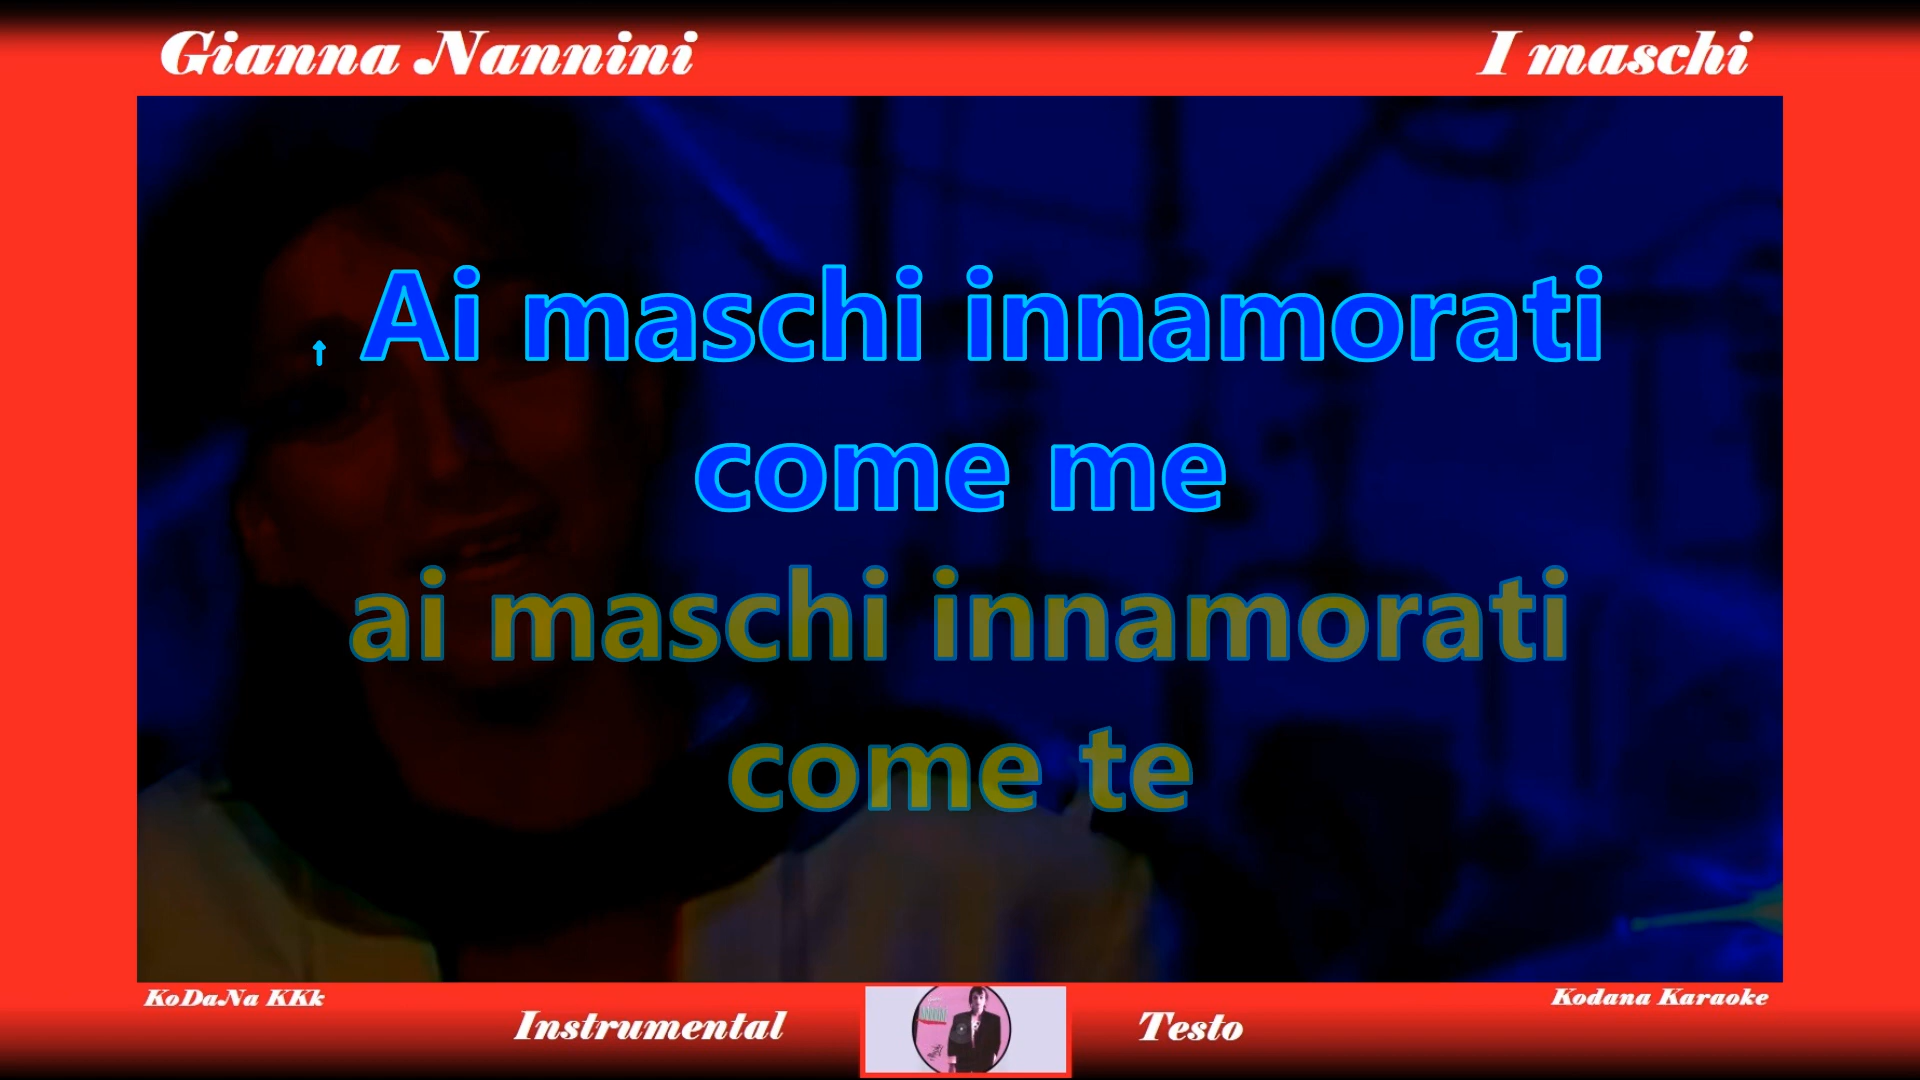 Gianna Nannini
I maschi
Ai maschi innamorati
come me
ai maschi innamorati
come te
KoDaNa KKk
Kodana Karaoke
Instrumental
Testo